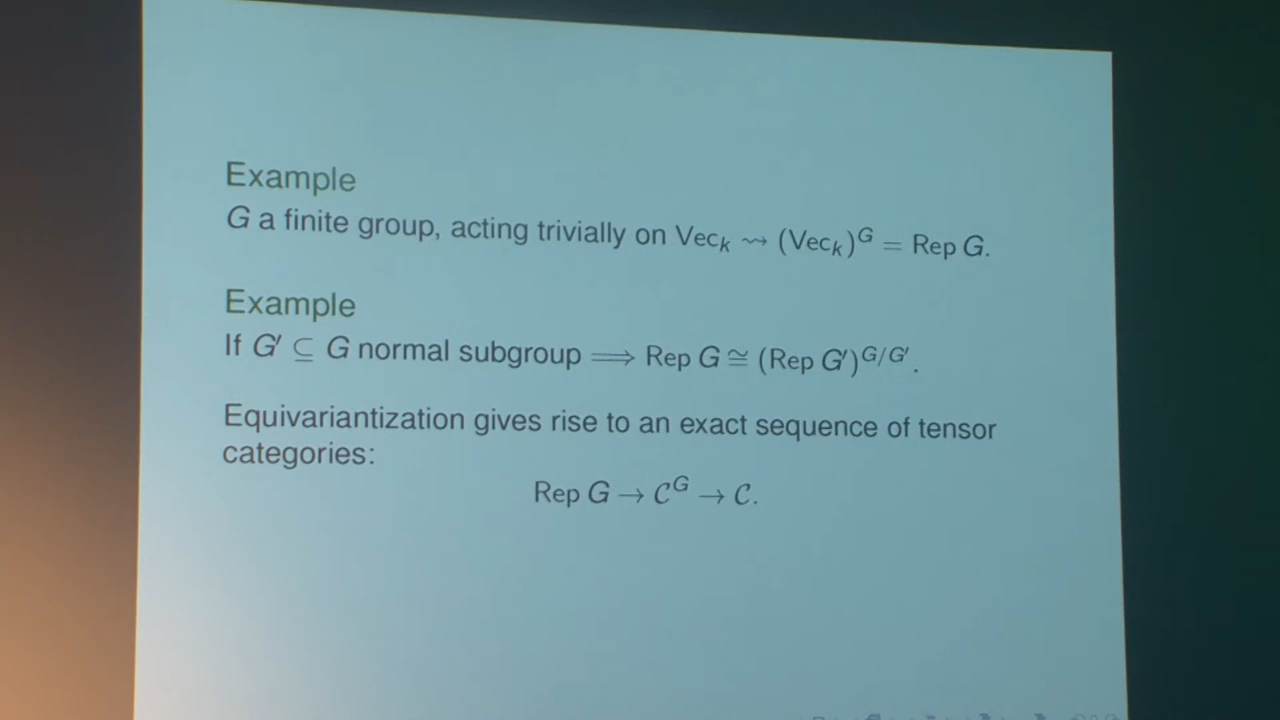 Example
G a finite group, acting trivially on Vec_k ⇝ (Vec_k)^G = Rep G.
Example
If G′ ⊆ G normal subgroup ⟹ Rep G ≅ (Rep G′)^{G/G′}.
Equivariantization gives rise to an exact sequence of tensor
categories:
Rep G → 𝒞^G → 𝒞.